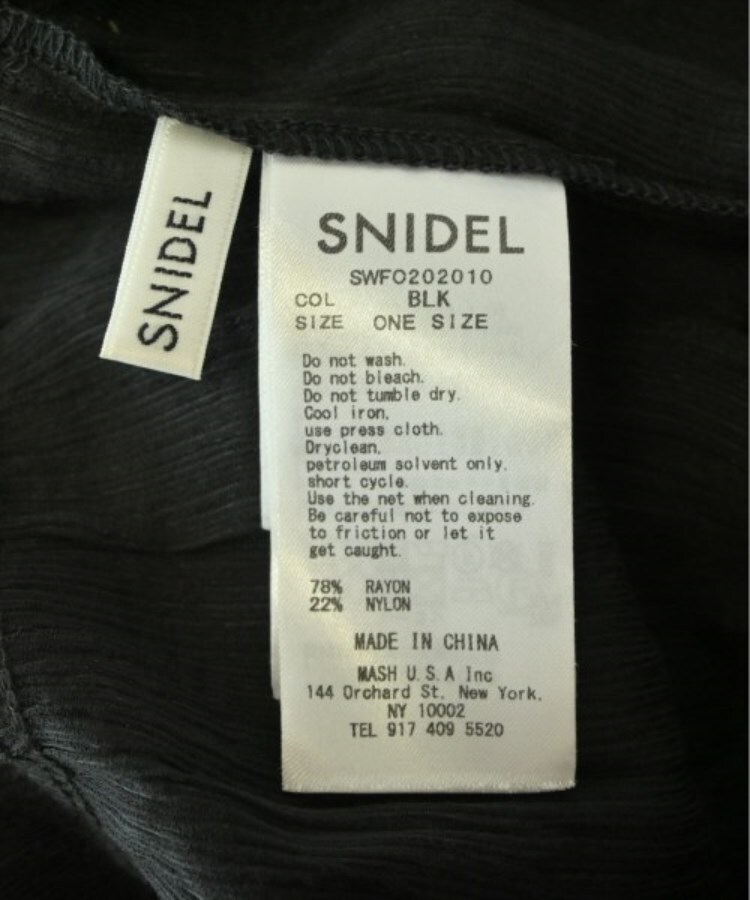 SNIDEL
SNIDEL
SWFO202010
COL BLK
SIZE ONE SIZE
Do not wash.
Do not bleach.
Do not tumble dry.
Cool iron,
use press cloth.
Dryclean,
petroleum solvent only.
short cycle.
Use the net when cleaning.
Be careful not to expose
to friction or let it
get caught.
78% RAYON
22% NYLON
MADE IN CHINA
MASH U.S.A Inc
144 Orchard St. New York.
NY 10002
TEL 917 409 5520